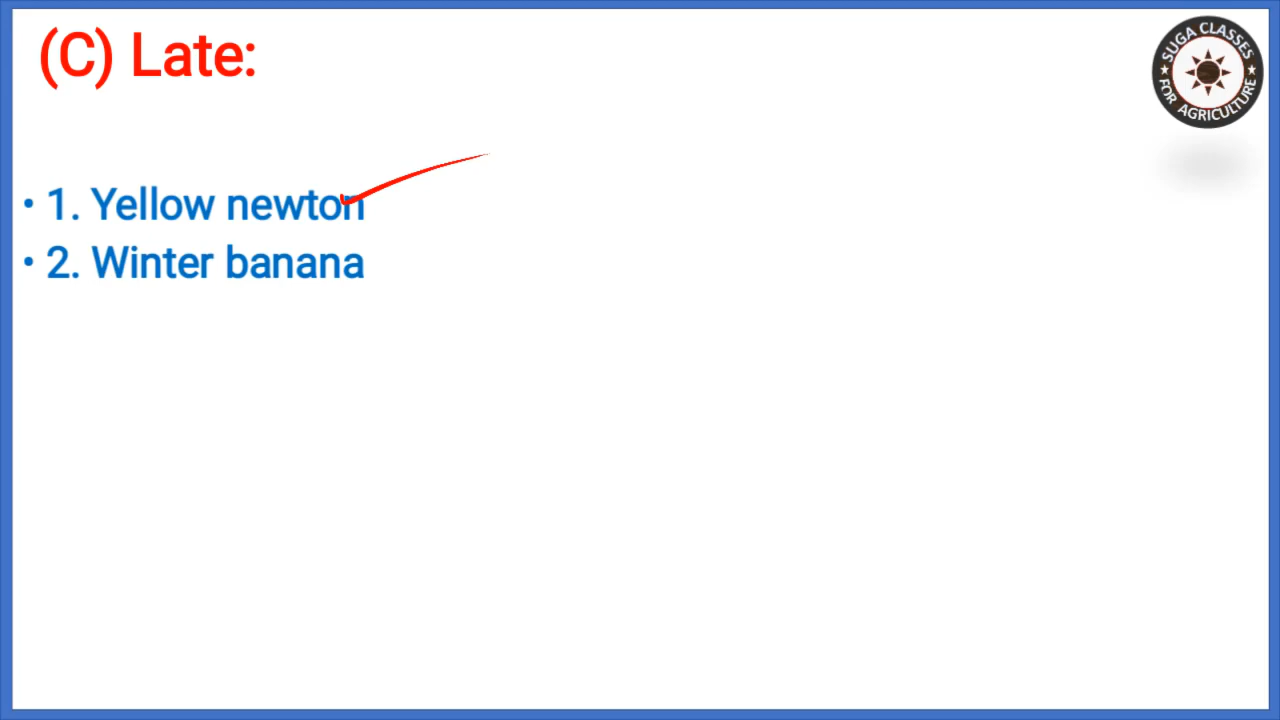 (C) Late:
SUGA CLASSES
FOR AGRICULTURE
• 1. Yellow newton
• 2. Winter banana